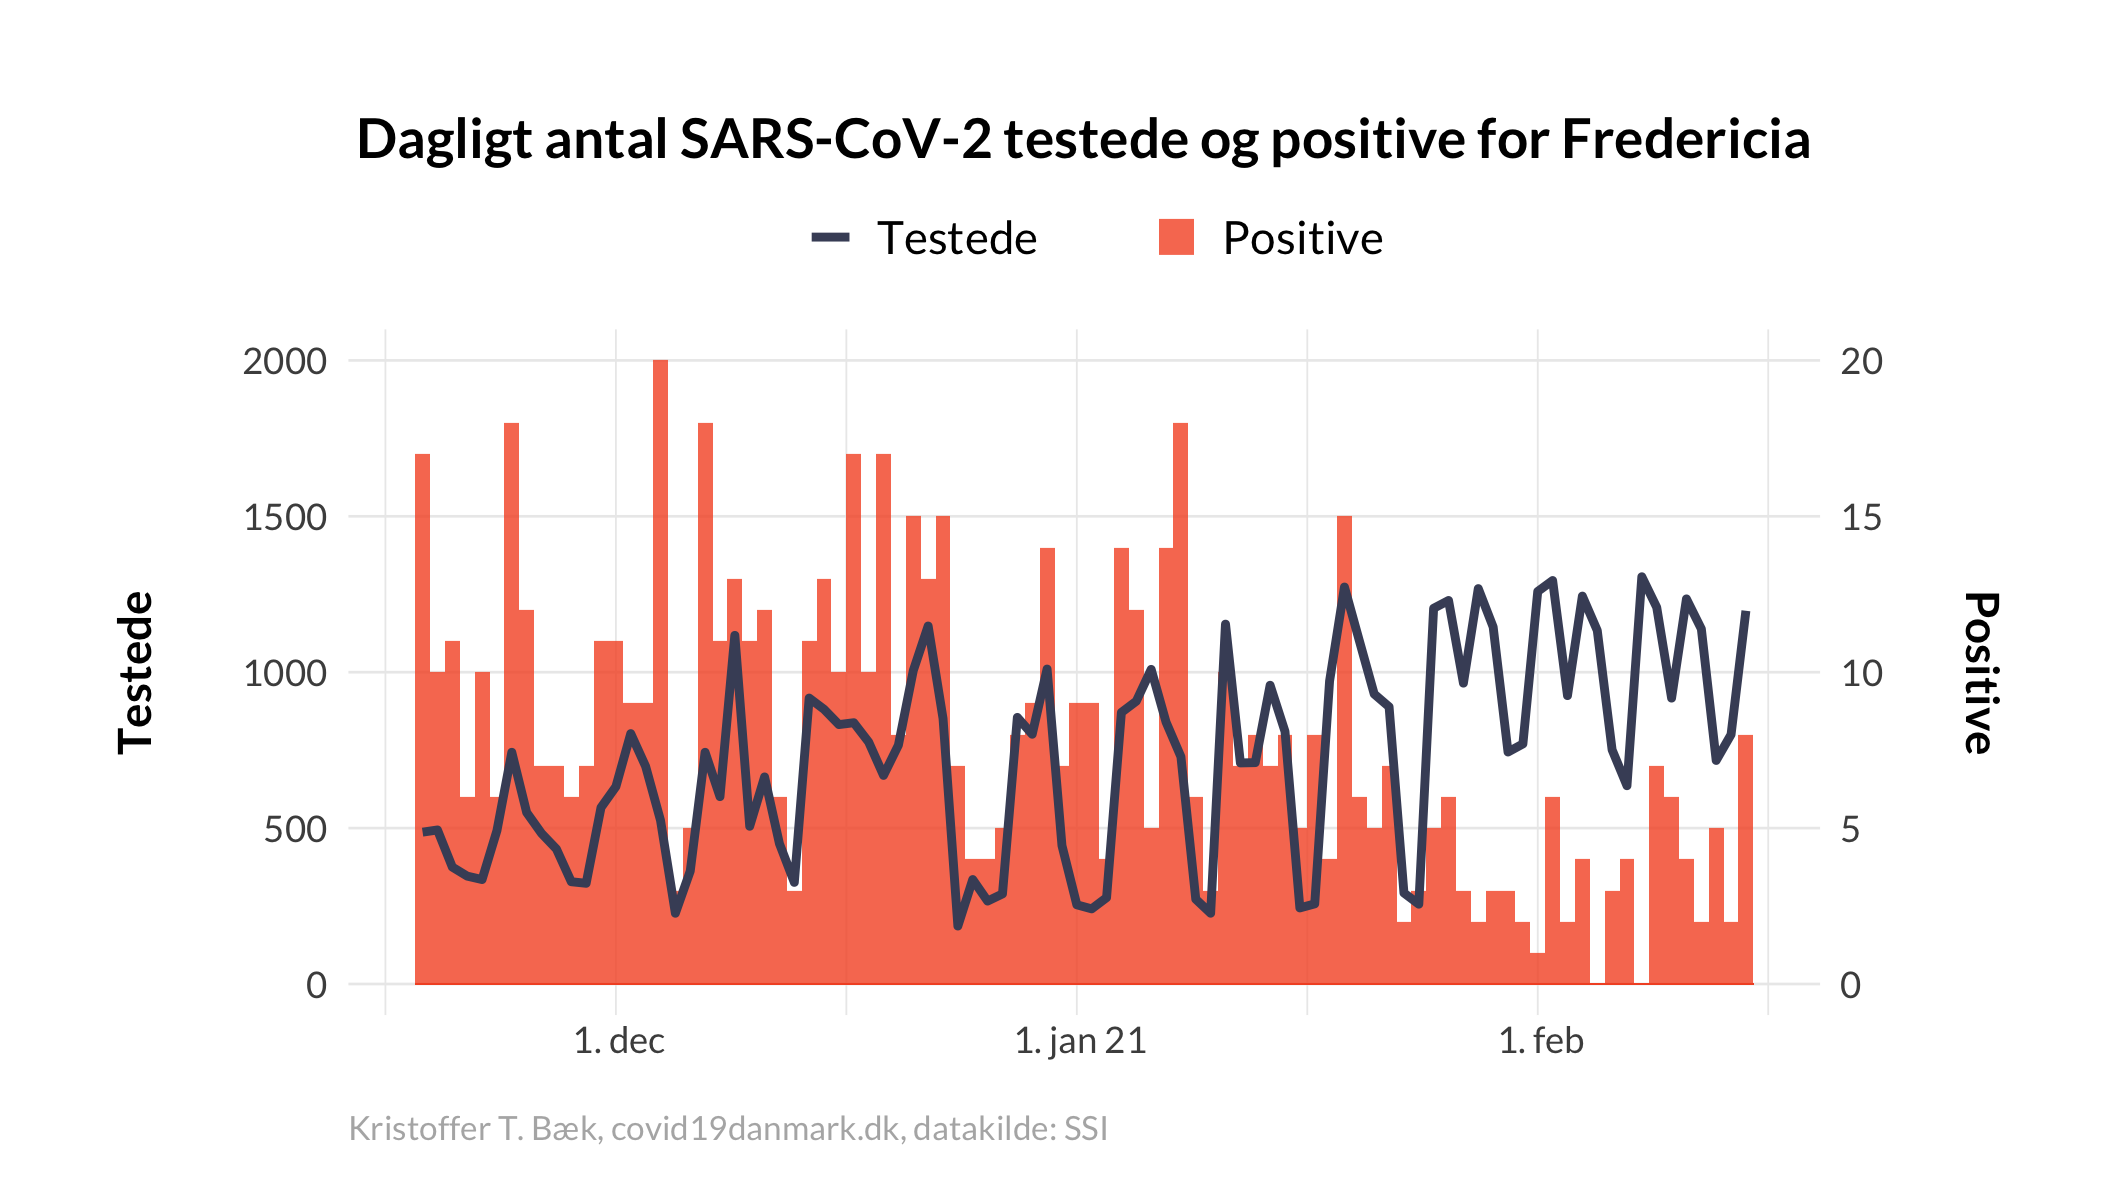 Dagligt antal SARS-CoV-2 testede og positive for Fredericia
Testede Positive
2000 20
1500 15
1000 10
500 5
0 0
Testede
Positive
1. dec 1. jan 21 1. feb
Kristoffer T. Bæk, covid19danmark.dk, datakilde: SSI